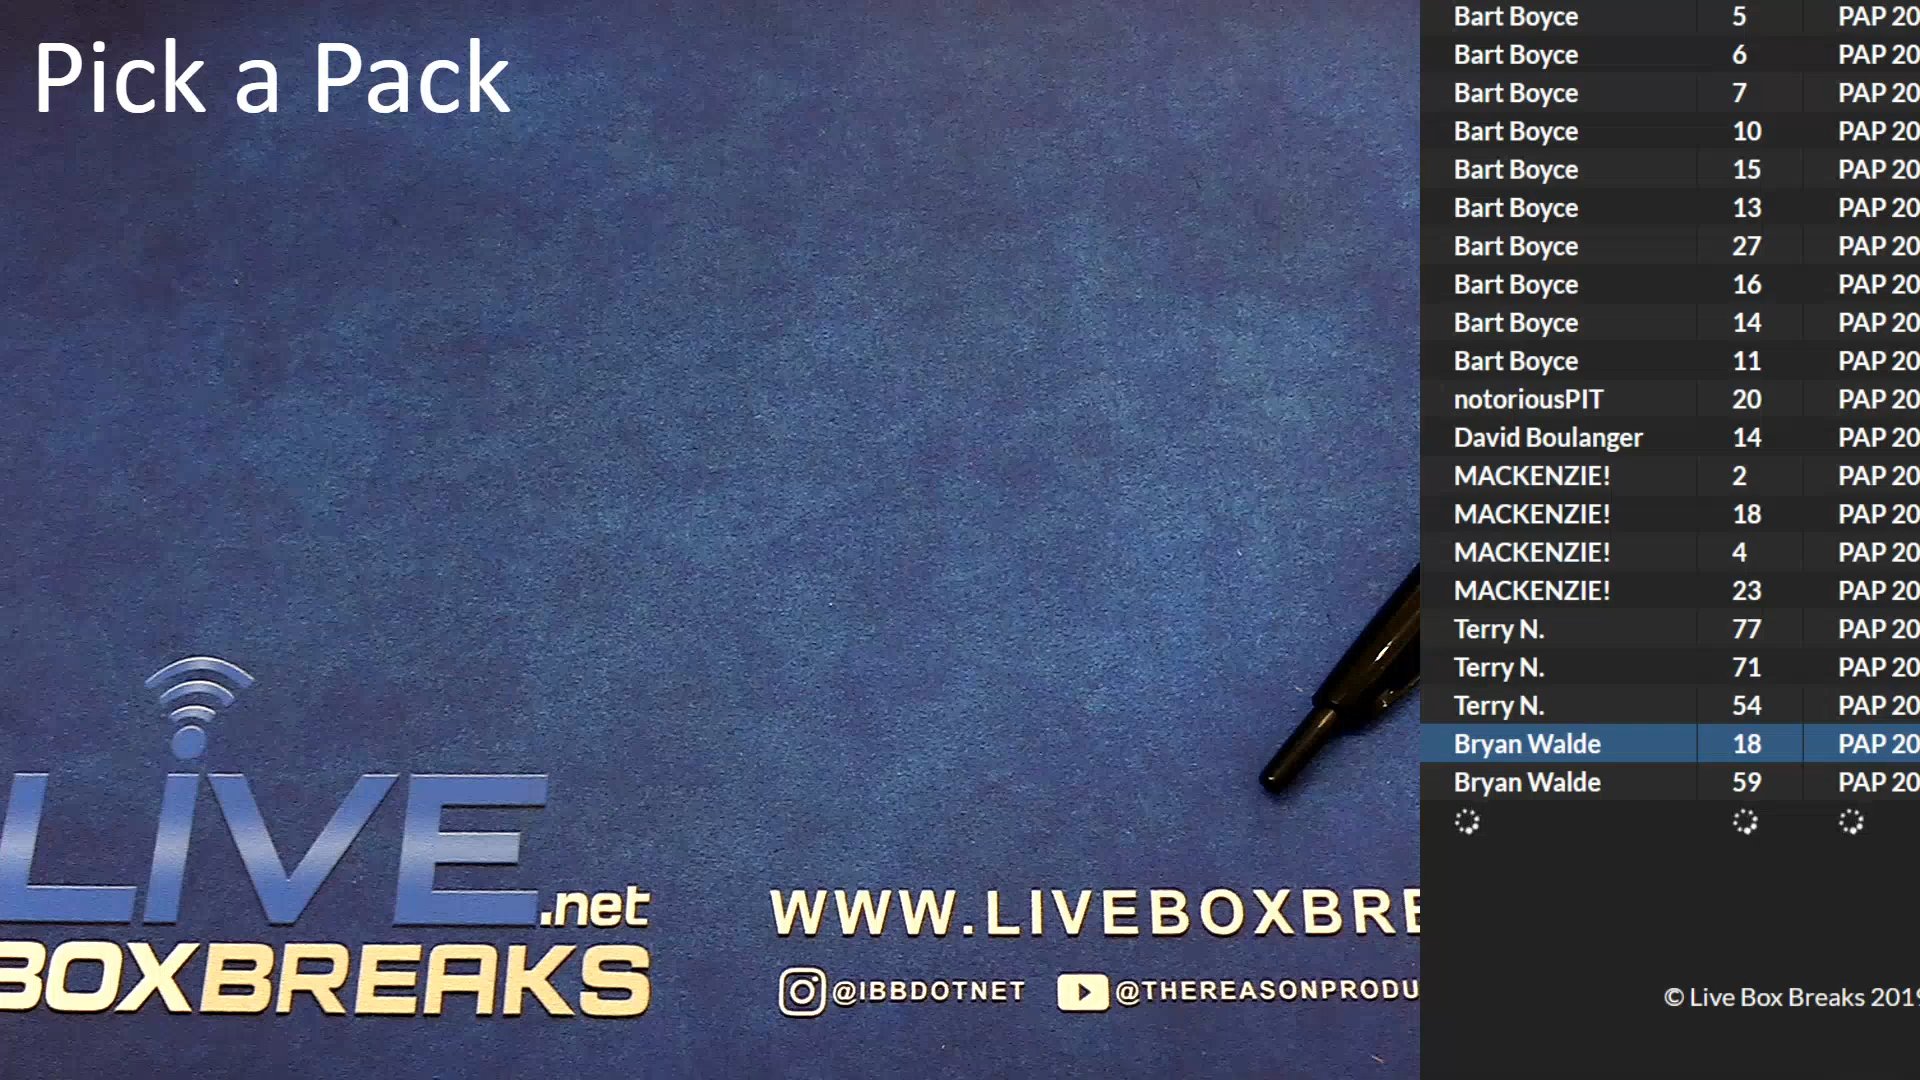 Pick a Pack
LiVE.net
BOXBREAKS
WWW.LIVEBOXBRE
@IBBDOTNET @THEREASONPRODU
Bart Boyce 5 PAP 20
Bart Boyce 6 PAP 20
Bart Boyce 7 PAP 20
Bart Boyce 10 PAP 20
Bart Boyce 15 PAP 20
Bart Boyce 13 PAP 20
Bart Boyce 27 PAP 20
Bart Boyce 16 PAP 20
Bart Boyce 14 PAP 20
Bart Boyce 11 PAP 20
notoriousPIT 20 PAP 20
David Boulanger 14 PAP 20
MACKENZIE! 2 PAP 20
MACKENZIE! 18 PAP 20
MACKENZIE! 4 PAP 20
MACKENZIE! 23 PAP 20
Terry N. 77 PAP 20
Terry N. 71 PAP 20
Terry N. 54 PAP 20
Bryan Walde 18 PAP 20
Bryan Walde 59 PAP 20
© Live Box Breaks 2019